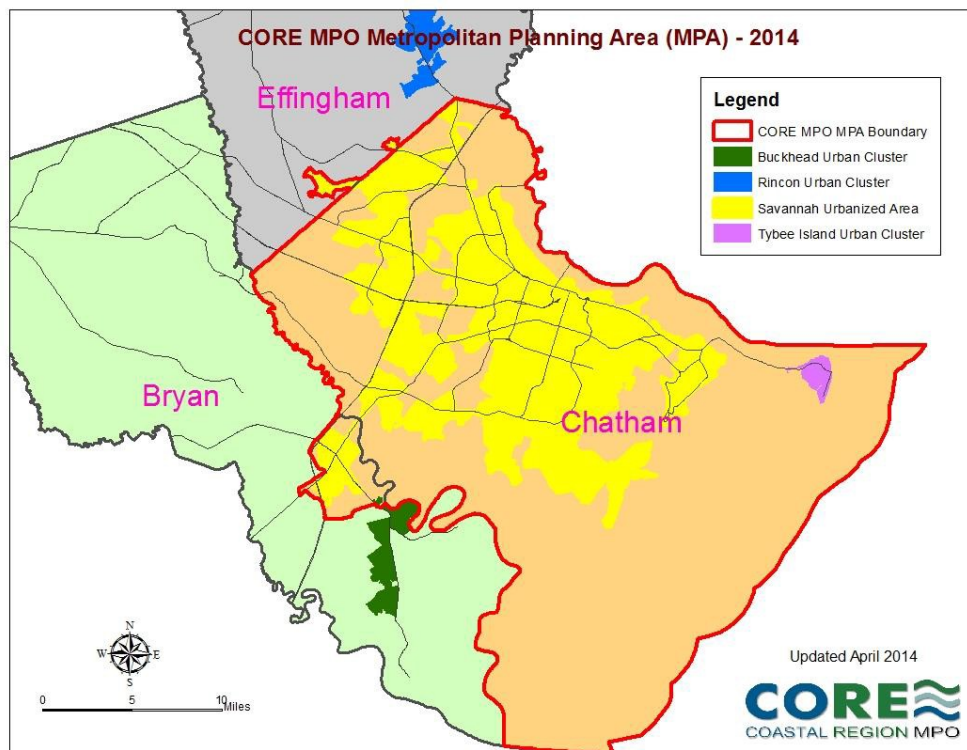 CORE MPO Metropolitan Planning Area (MPA) - 2014
Effingham
Legend
CORE MPO MPA Boundary
Buckhead Urban Cluster
Rincon Urban Cluster
Savannah Urbanized Area
Tybee Island Urban Cluster
Bryan
Chatham
N
W
E
S
0 5 10 Miles
Updated April 2014
CORE
COASTAL REGION MPO